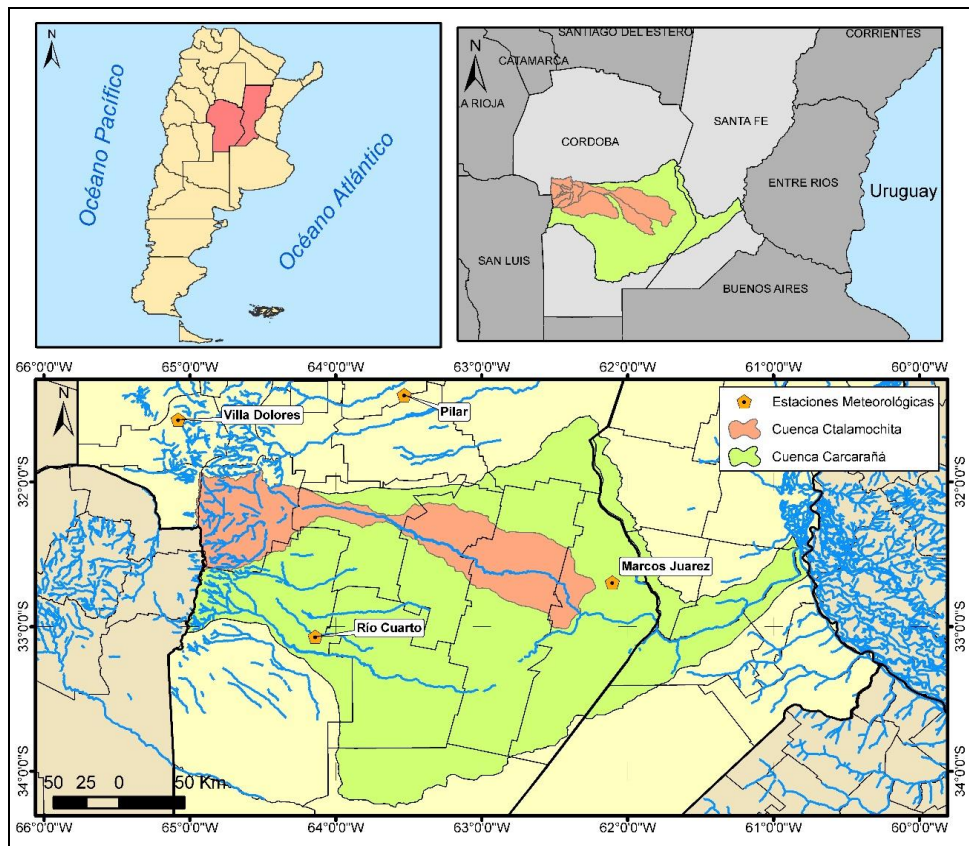 N
Océano Pacífico
Océano Atlántico
N
SANTIAGO DEL ESTERO
CORRIENTES
CATAMARCA
LA RIOJA
SANTA FE
CORDOBA
ENTRE RIOS
Uruguay
SAN LUIS
BUENOS AIRES
66°0'0"W 65°0'0"W 64°0'0"W 63°0'0"W 62°0'0"W 61°0'0"W 60°0'0"W
N
Villa Dolores
Pilar
Estaciones Meteorológicas
Cuenca Ctalamochita
Cuenca Carcarañá
32°0'0"S 32°0'0"S
Marcos Juarez
Río Cuarto
33°0'0"S 33°0'0"S
34°0'0"S 34°0'0"S
50 25 0 50 Km.
66°0'0"W 65°0'0"W 64°0'0"W 63°0'0"W 62°0'0"W 61°0'0"W 60°0'0"W